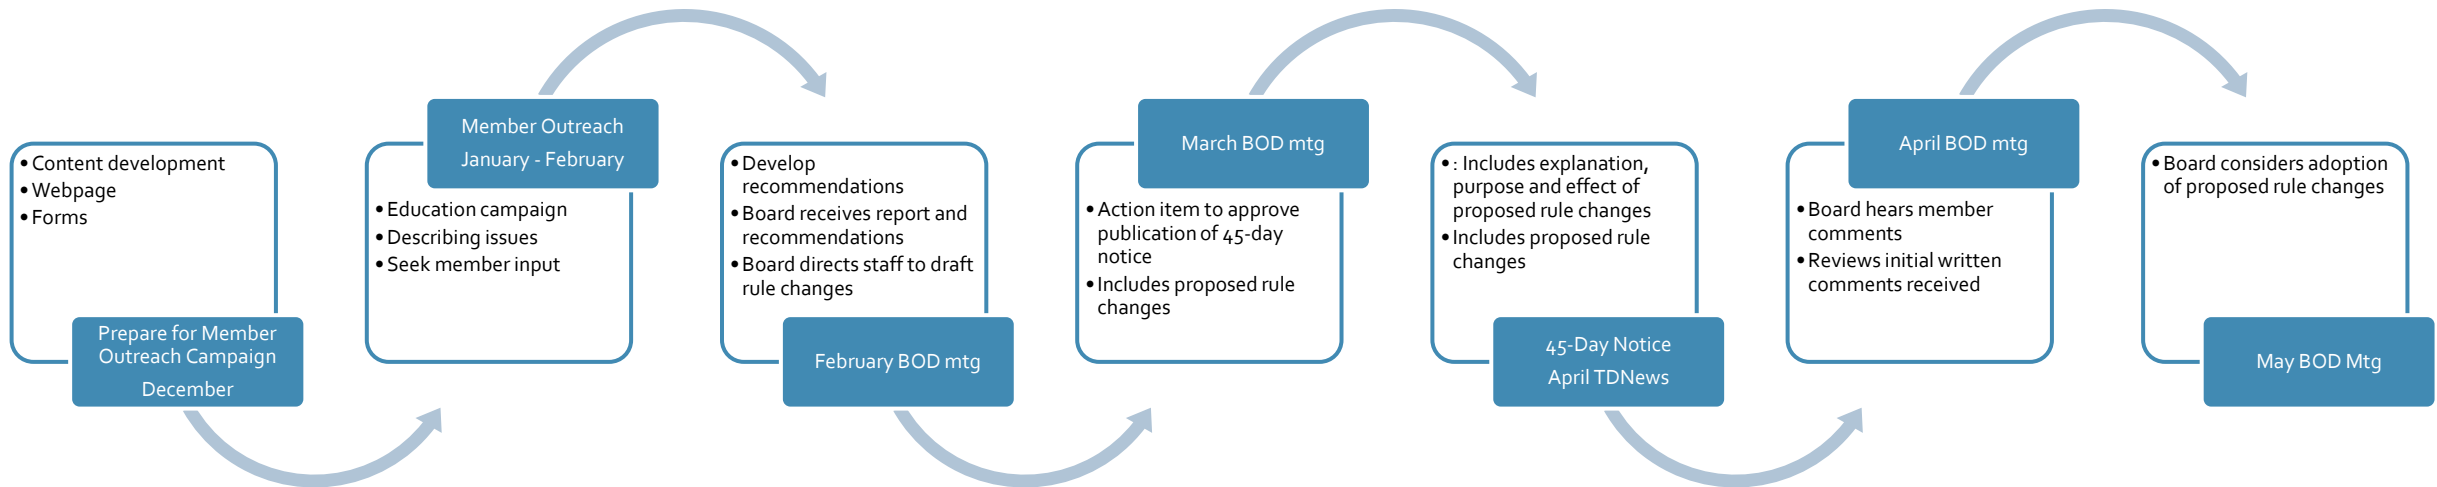 • Content development
• Webpage
• Forms
Prepare for Member
Outreach Campaign
December
Member Outreach
January - February
• Education campaign
• Describing issues
• Seek member input
• Develop
recommendations
• Board receives report and
recommendations
• Board directs staff to draft
rule changes
February BOD mtg
March BOD mtg
• Action item to approve
publication of 45-day
notice
• Includes proposed rule
changes
• : Includes explanation,
purpose and effect of
proposed rule changes
• Includes proposed rule
changes
45-Day Notice
April TDNews
April BOD mtg
• Board hears member
comments
• Reviews initial written
comments received
• Board considers adoption
of proposed rule changes
May BOD Mtg